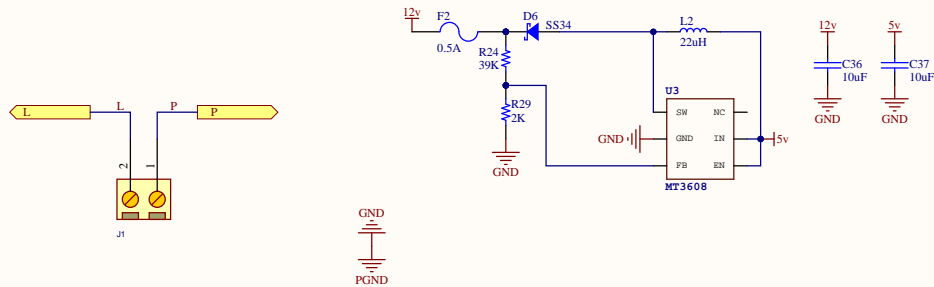 12v
F2
0.5A
D6
SS34
L2
22uH
R24
39K
R29
2K
GND
12v
C36
10uF
GND
5v
C37
10uF
GND
U3
SW
NC
GND
GND
IN
5v
FB
EN
MT3608
L
L
P
P
2
1
J1
GND
PGND